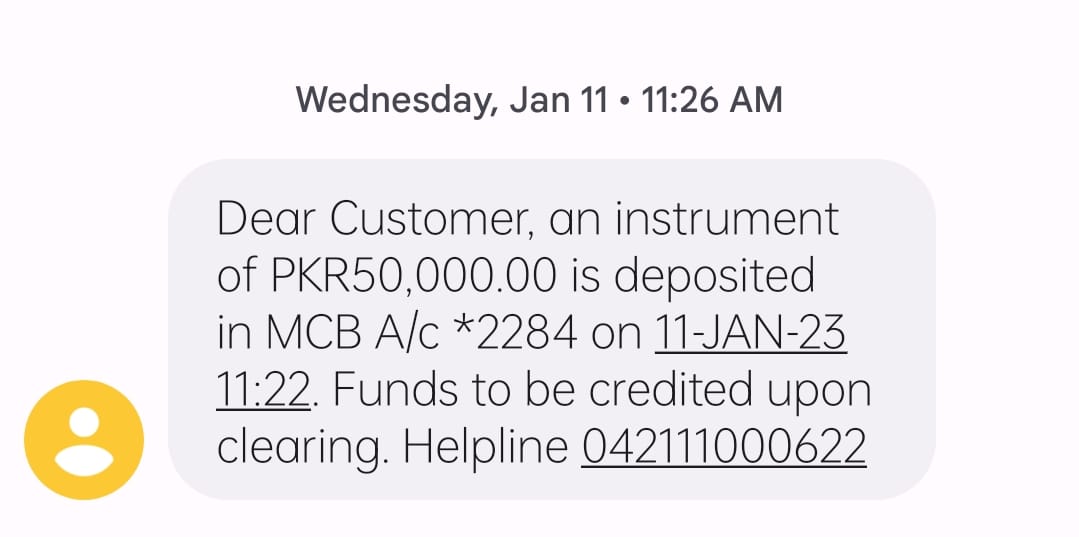 Wednesday, Jan 11 • 11:26 AM
Dear Customer, an instrument
of PKR50,000.00 is deposited
in MCB A/c *2284 on 11-JAN-23
11:22. Funds to be credited upon
clearing. Helpline 042111000622